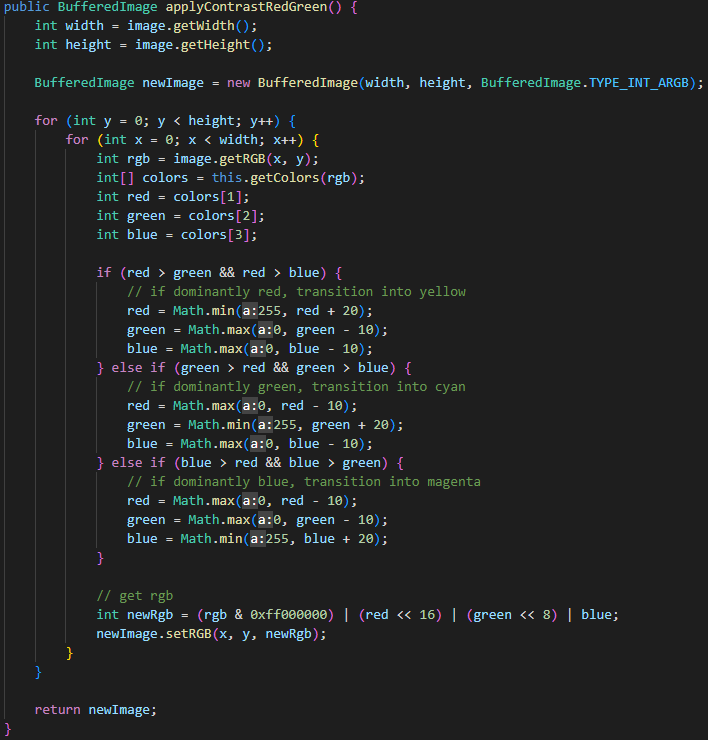 public BufferedImage applyContrastRedGreen() {
    int width = image.getWidth();
    int height = image.getHeight();

    BufferedImage newImage = new BufferedImage(width, height, BufferedImage.TYPE_INT_ARGB);

    for (int y = 0; y < height; y++) {
        for (int x = 0; x < width; x++) {
            int rgb = image.getRGB(x, y);
            int[] colors = this.getColors(rgb);
            int red = colors[1];
            int green = colors[2];
            int blue = colors[3];

            if (red > green && red > blue) {
                // if dominantly red, transition into yellow
                red = Math.min(a:255, red + 20);
                green = Math.max(a:0, green - 10);
                blue = Math.max(a:0, blue - 10);
            } else if (green > red && green > blue) {
                // if dominantly green, transition into cyan
                red = Math.max(a:0, red - 10);
                green = Math.min(a:255, green + 20);
                blue = Math.max(a:0, blue - 10);
            } else if (blue > red && blue > green) {
                // if dominantly blue, transition into magenta
                red = Math.max(a:0, red - 10);
                green = Math.max(a:0, green - 10);
                blue = Math.min(a:255, blue + 20);
            }

            // get rgb
            int newRgb = (rgb & 0xff000000) | (red << 16) | (green << 8) | blue;
            newImage.setRGB(x, y, newRgb);
        }
    }

    return newImage;
}